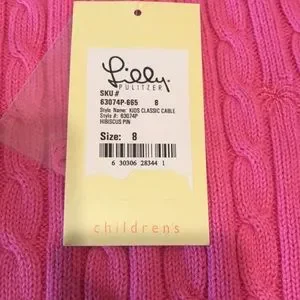 Lilly
PULITZER
SKU #
63074P-665 8
Style Name: KIDS CLASSIC CABLE
Style #: 63074P
HIBISCUS PIN
Size: 8
6 30306 28344 1
children's